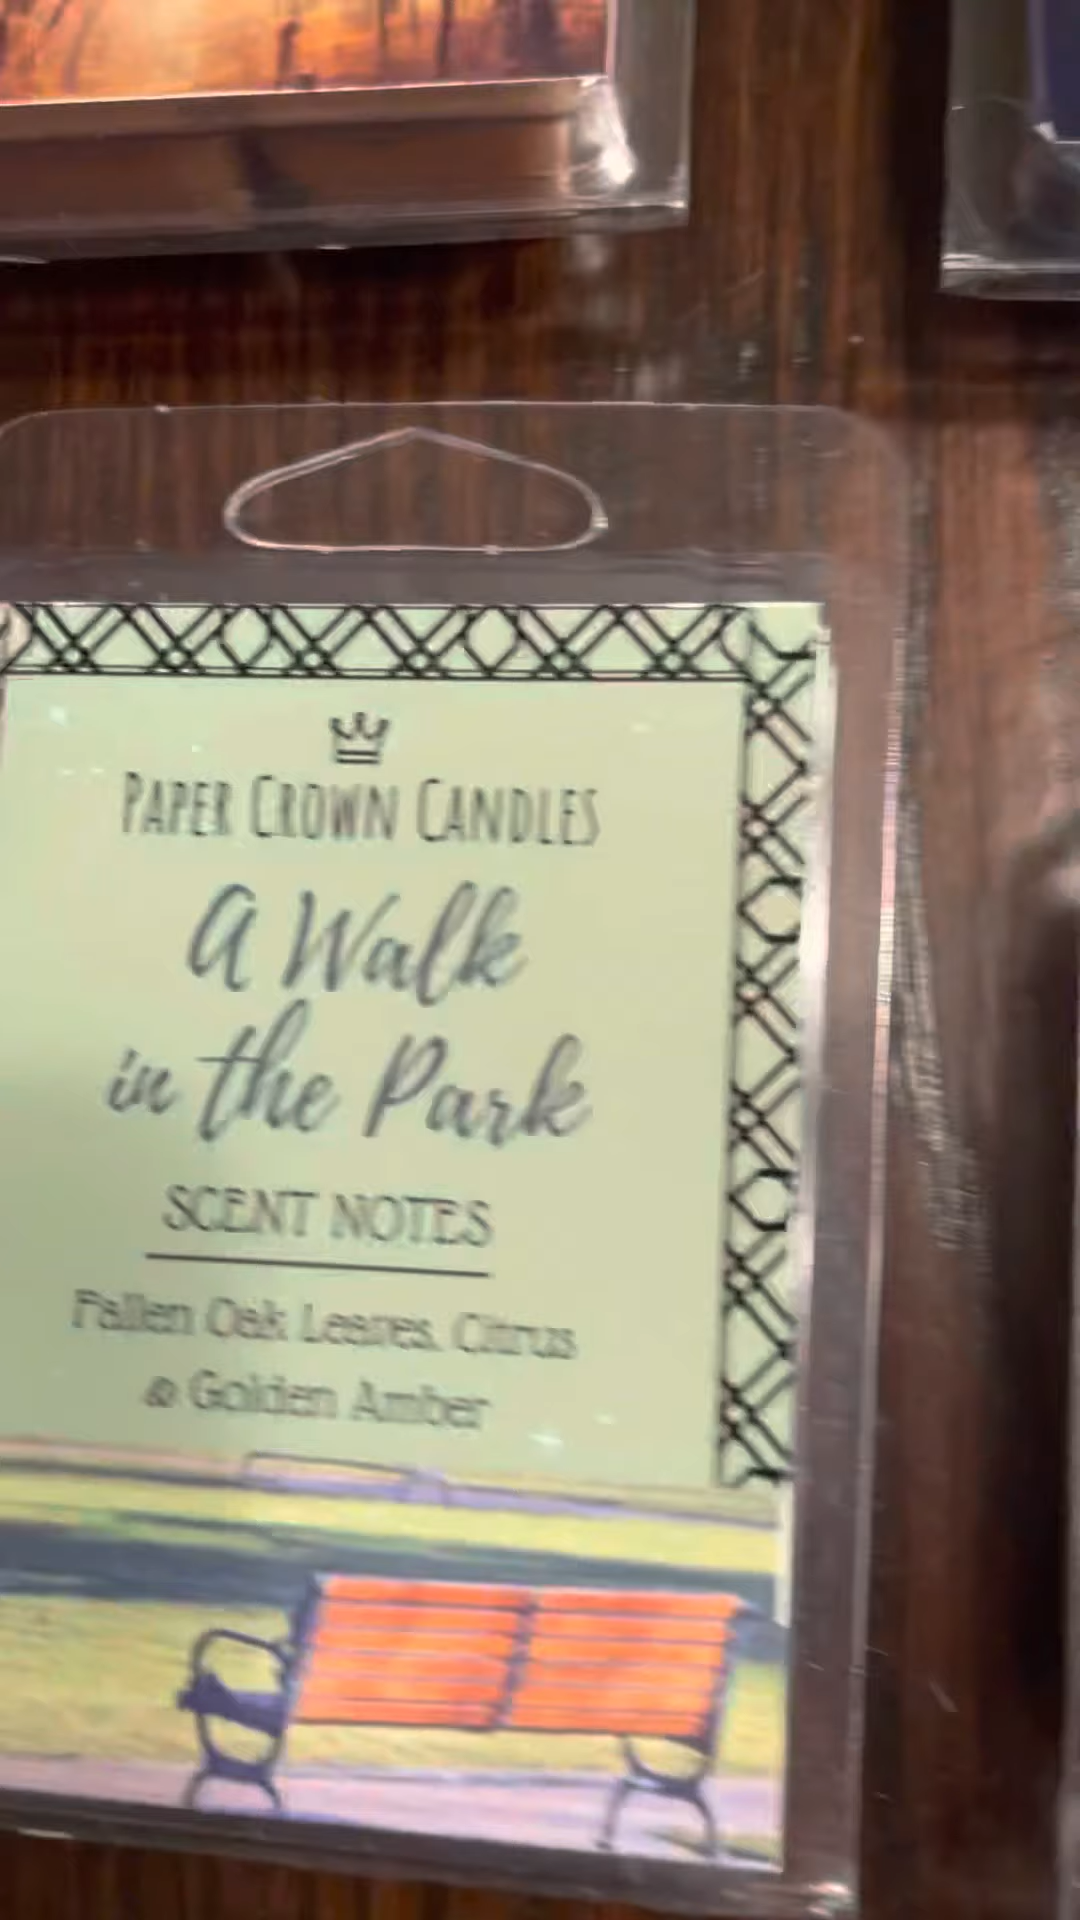 PAPER CROWN CANDLES
A Walk
in the Park
SCENT NOTES
Fallen Oak Leaves, Citrus
& Golden Amber